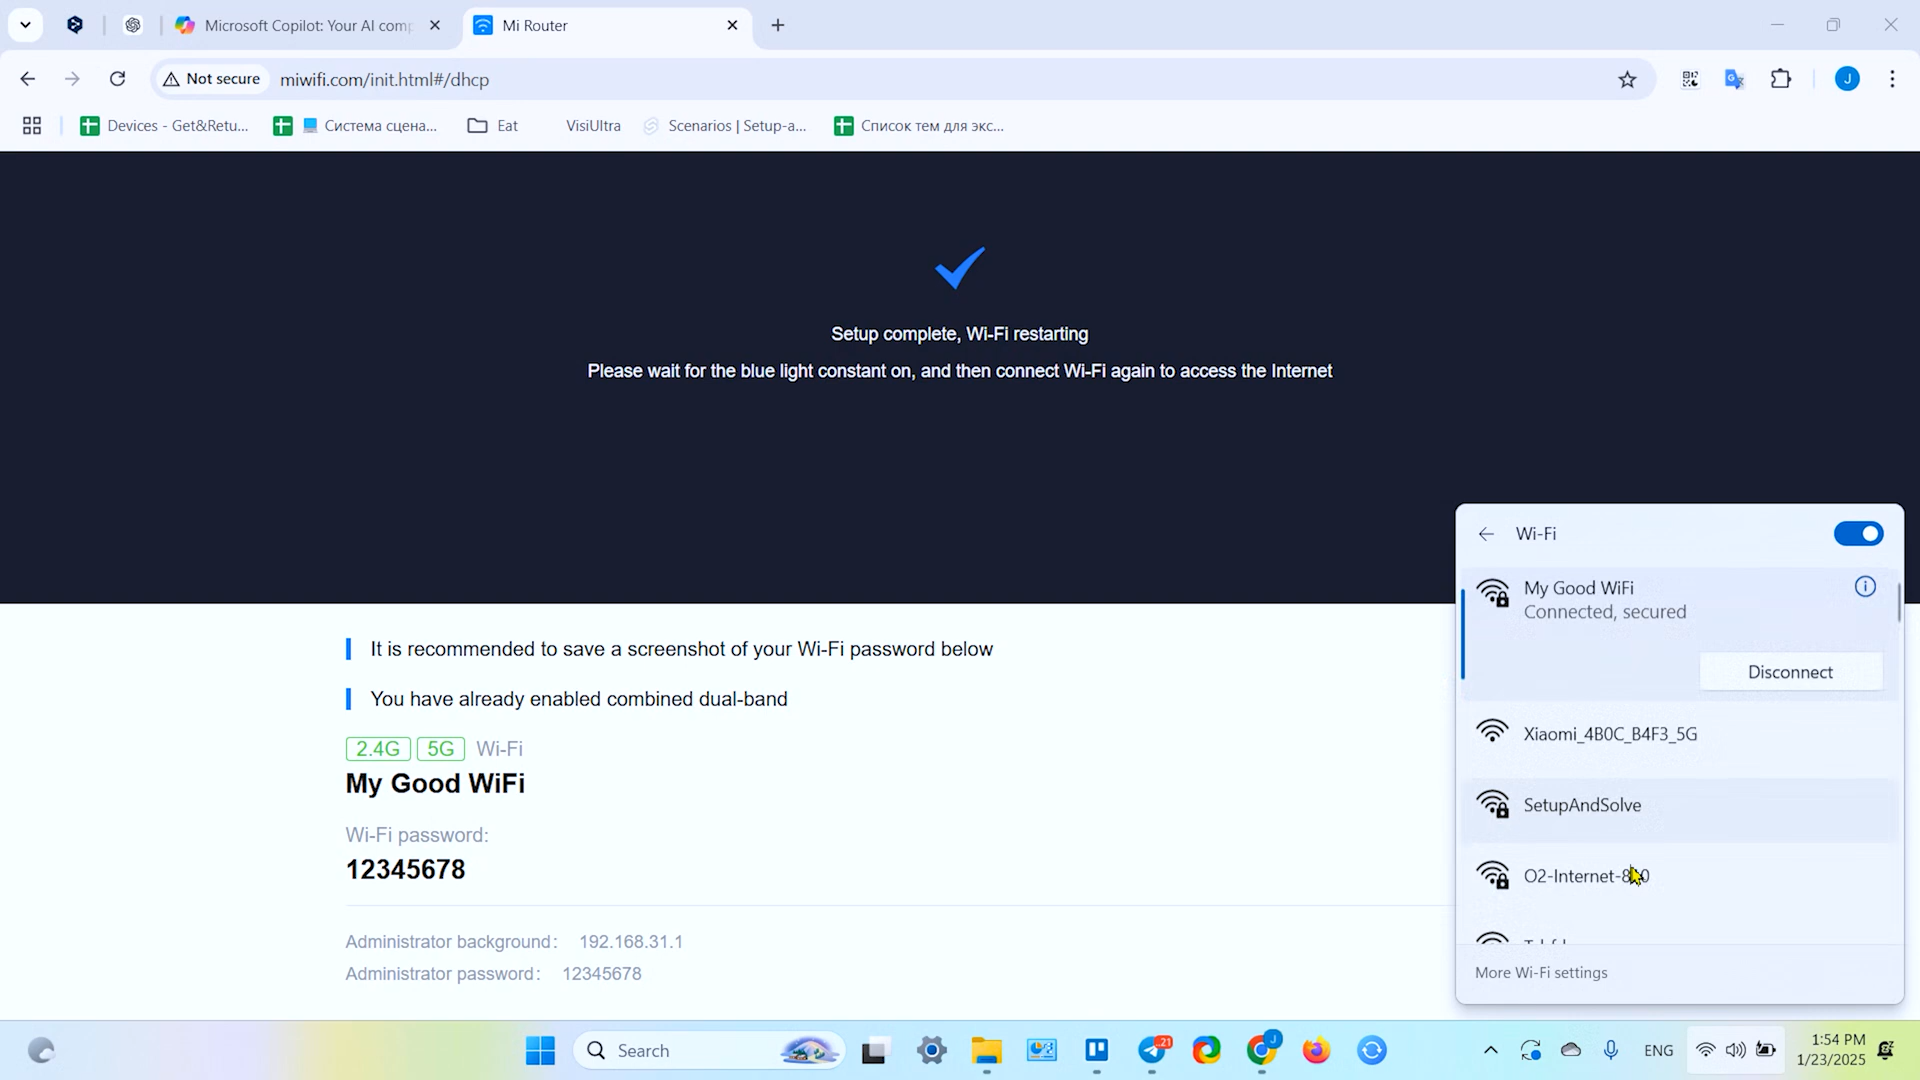 Microsoft Copilot: Your AI comp
Mi Router
Not secure
miwifi.com/init.html#/dhcp
J
Devices - Get&Retu...
Система сцена...
Eat
VisiUltra
Scenarios | Setup-a...
Список тем для экс...
Setup complete, Wi-Fi restarting
Please wait for the blue light constant on, and then connect Wi-Fi again to access the Internet
It is recommended to save a screenshot of your Wi-Fi password below
You have already enabled combined dual-band
2.4G 5G Wi-Fi
My Good WiFi
Wi-Fi password:
12345678
Administrator background: 192.168.31.1
Administrator password: 12345678
Wi-Fi
My Good WiFi
Connected, secured
Disconnect
Xiaomi_4B0C_B4F3_5G
SetupAndSolve
More Wi-Fi settings
Search
21
J
ENG
1:54 PM
1/23/2025